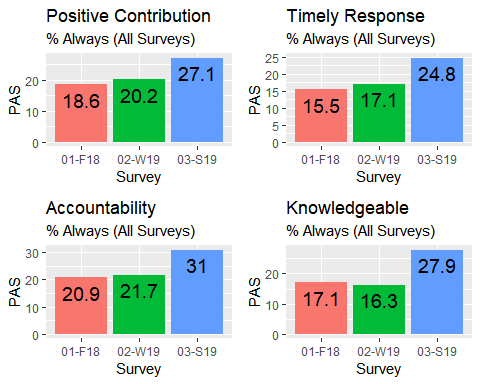 Positive Contribution
% Always (All Surveys)
PAS
20
10
0
18.6
20.2
27.1
01-F18 02-W19 03-S19
Survey
Timely Response
% Always (All Surveys)
PAS
25
20
15
10
5
0
15.5
17.1
24.8
01-F18 02-W19 03-S19
Survey
Accountability
% Always (All Surveys)
PAS
30
20
10
0
20.9
21.7
31
01-F18 02-W19 03-S19
Survey
Knowledgeable
% Always (All Surveys)
PAS
20
10
0
17.1
16.3
27.9
01-F18 02-W19 03-S19
Survey